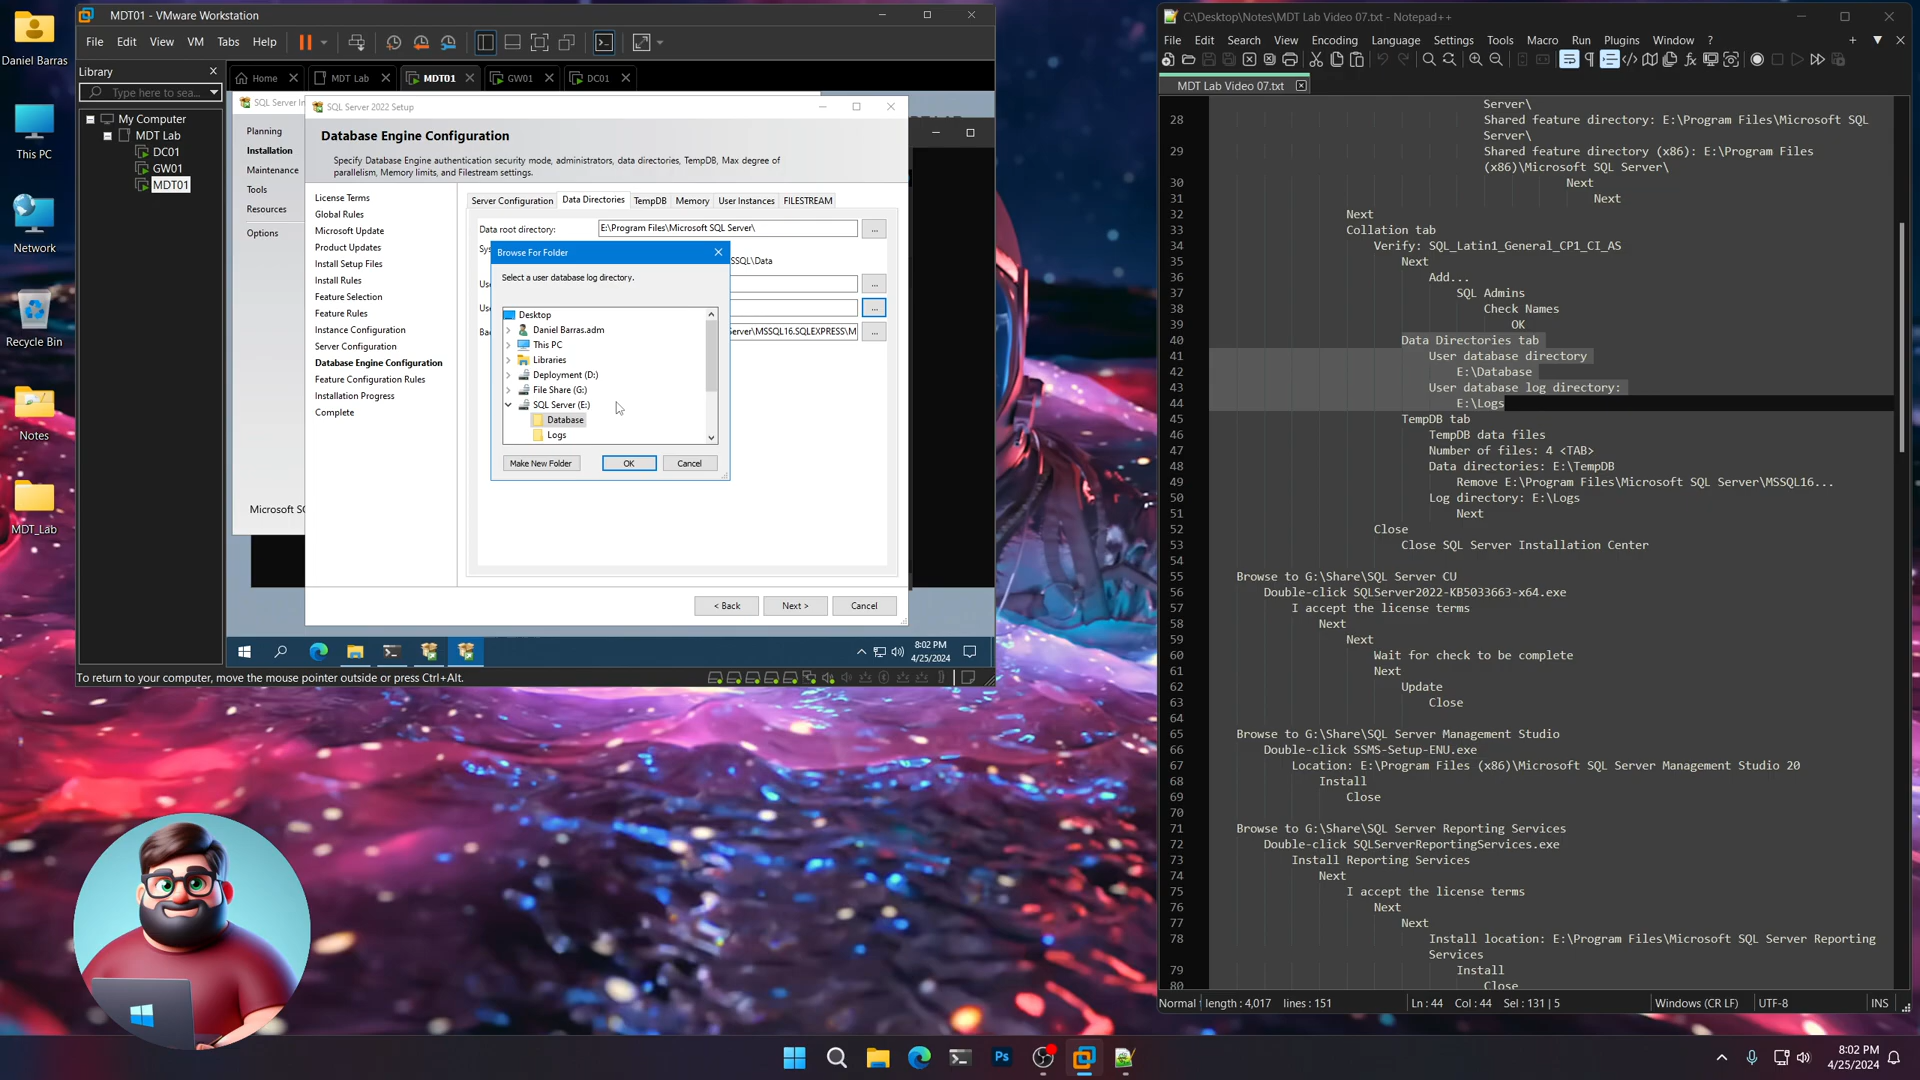 Daniel Barras
This PC
Network
Recycle Bin
Notes
MDT_Lab
MDT01 - VMware Workstation
File Edit View VM Tabs Help
Library
Type here to sea...
My Computer
MDT Lab
DC01
GW01
MDT01
Home MDT Lab MDT01 GW01 DC01
SQL Server In
Planning
Installation
Maintenance
Tools
Resources
Options
Microsoft SQ
SQL Server 2022 Setup
Database Engine Configuration
Specify Database Engine authentication security mode, administrators, data directories, TempDB, Max degree of
parallelism, Memory limits, and Filestream settings.
License Terms
Global Rules
Microsoft Update
Product Updates
Install Setup Files
Install Rules
Feature Selection
Feature Rules
Instance Configuration
Server Configuration
Database Engine Configuration
Feature Configuration Rules
Installation Progress
Complete
Server Configuration Data Directories TempDB Memory User Instances FILESTREAM
Data root directory: E:\Program Files\Microsoft SQL Server\ ...
Sys SSQL\Data
Use ...
Use ...
Bac Server\MSSQL16.SQLEXPRESS\M ...
Browse For Folder
Select a user database log directory.
Desktop
Daniel Barras.adm
This PC
Libraries
Deployment (D:)
File Share (G:)
SQL Server (E:)
Database
Logs
Make New Folder OK Cancel
< Back Next > Cancel
8:02 PM
4/25/2024
To return to your computer, move the mouse pointer outside or press Ctrl+Alt.
C:\Desktop\Notes\MDT Lab Video 07.txt - Notepad++
File Edit Search View Encoding Language Settings Tools Macro Run Plugins Window ?
MDT Lab Video 07.txt
Server\
28 Shared feature directory: E:\Program Files\Microsoft SQL
Server\
29 Shared feature directory (x86): E:\Program Files
(x86)\Microsoft SQL Server\
30 Next
31 Next
32 Next
33 Collation tab
34 Verify: SQL_Latin1_General_CP1_CI_AS
35 Next
36 Add...
37 SQL Admins
38 Check Names
39 OK
40 Data Directories tab
41 User database directory
42 E:\Database
43 User database log directory:
44 E:\Logs
45 TempDB tab
46 TempDB data files
47 Number of files: 4 <TAB>
48 Data directories: E:\TempDB
49 Remove E:\Program Files\Microsoft SQL Server\MSSQL16...
50 Log directory: E:\Logs
51 Next
52 Close
53 Close SQL Server Installation Center
54
55 Browse to G:\Share\SQL Server CU
56 Double-click SQLServer2022-KB5033663-x64.exe
57 I accept the license terms
58 Next
59 Next
60 Wait for check to be complete
61 Next
62 Update
63 Close
64
65 Browse to G:\Share\SQL Server Management Studio
66 Double-click SSMS-Setup-ENU.exe
67 Location: E:\Program Files (x86)\Microsoft SQL Server Management Studio 20
68 Install
69 Close
70
71 Browse to G:\Share\SQL Server Reporting Services
72 Double-click SQLServerReportingServices.exe
73 Install Reporting Services
74 Next
75 I accept the license terms
76 Next
77 Next
78 Install location: E:\Program Files\Microsoft SQL Server Reporting
Services
79 Install
80 Close
Normal length : 4,017 lines : 151 Ln : 44 Col : 44 Sel : 131 | 5 Windows (CR LF) UTF-8 INS
Ps
8:02 PM
4/25/2024